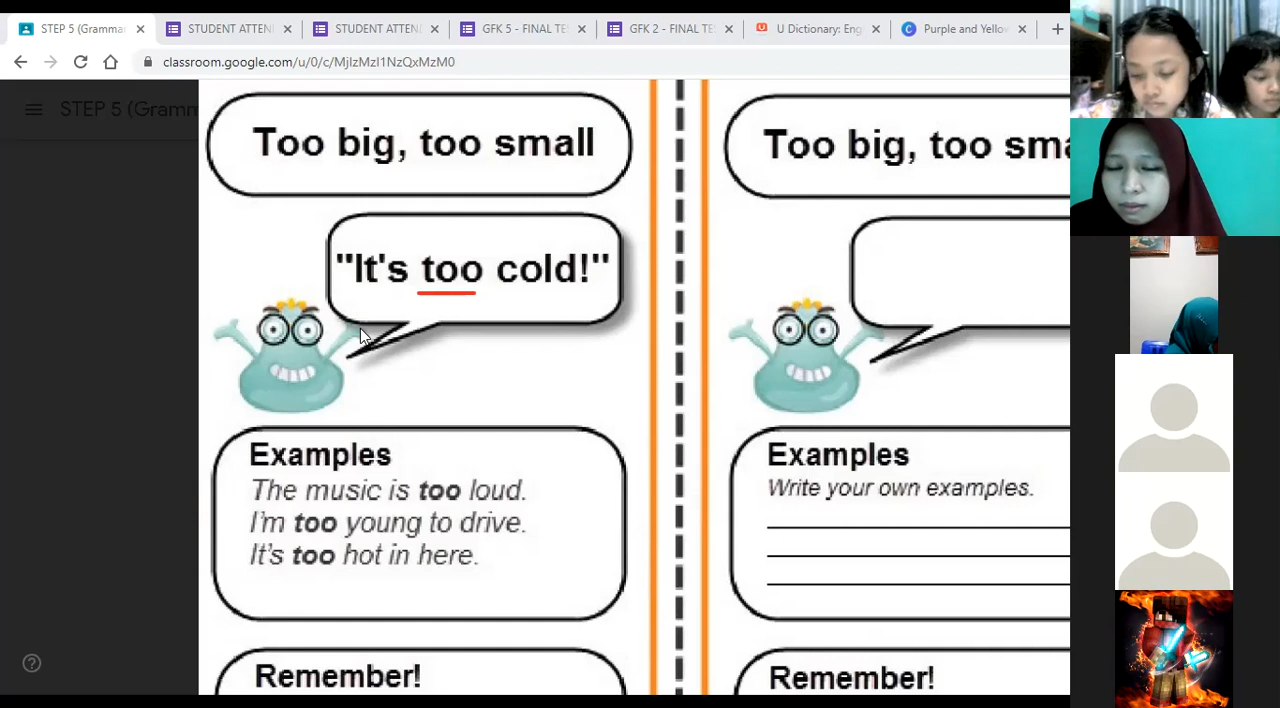 STEP 5 (Gramma
STUDENT ATTEN
STUDENT ATTEN
GFK 5 - FINAL TE
GFK 2 - FINAL TE
U Dictionary: Eng
Purple and Yellow
classroom.google.com/u/0/c/MjIzMzI1NzQxMzM0
STEP 5 (Gramm
Too big, too small
"It's too cold!"
Examples
The music is too loud.
I'm too young to drive.
It's too hot in here.
Remember!
Too big, too sma
Examples
Write your own examples.
Remember!